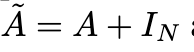 Ã = A + I_N